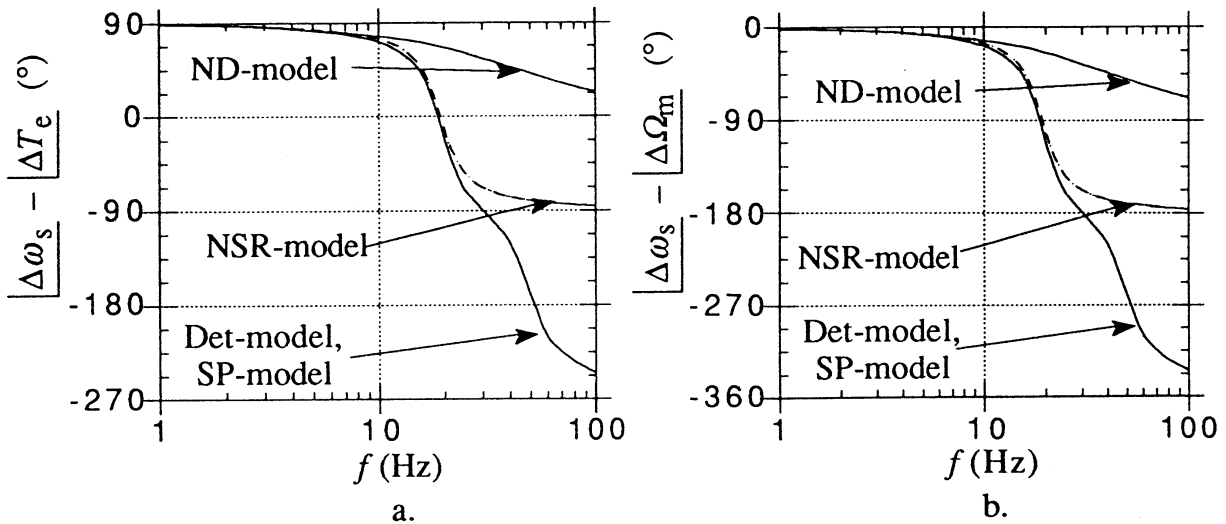 90
0
-90
-180
-270
|Δωs − |ΔTe (°)
ND-model
NSR-model
Det-model,
SP-model
1 10 100
f (Hz)
a.
0
-90
-180
-270
-360
|Δωs − |ΔΩm (°)
ND-model
NSR-model
Det-model,
SP-model
1 10 100
f (Hz)
b.